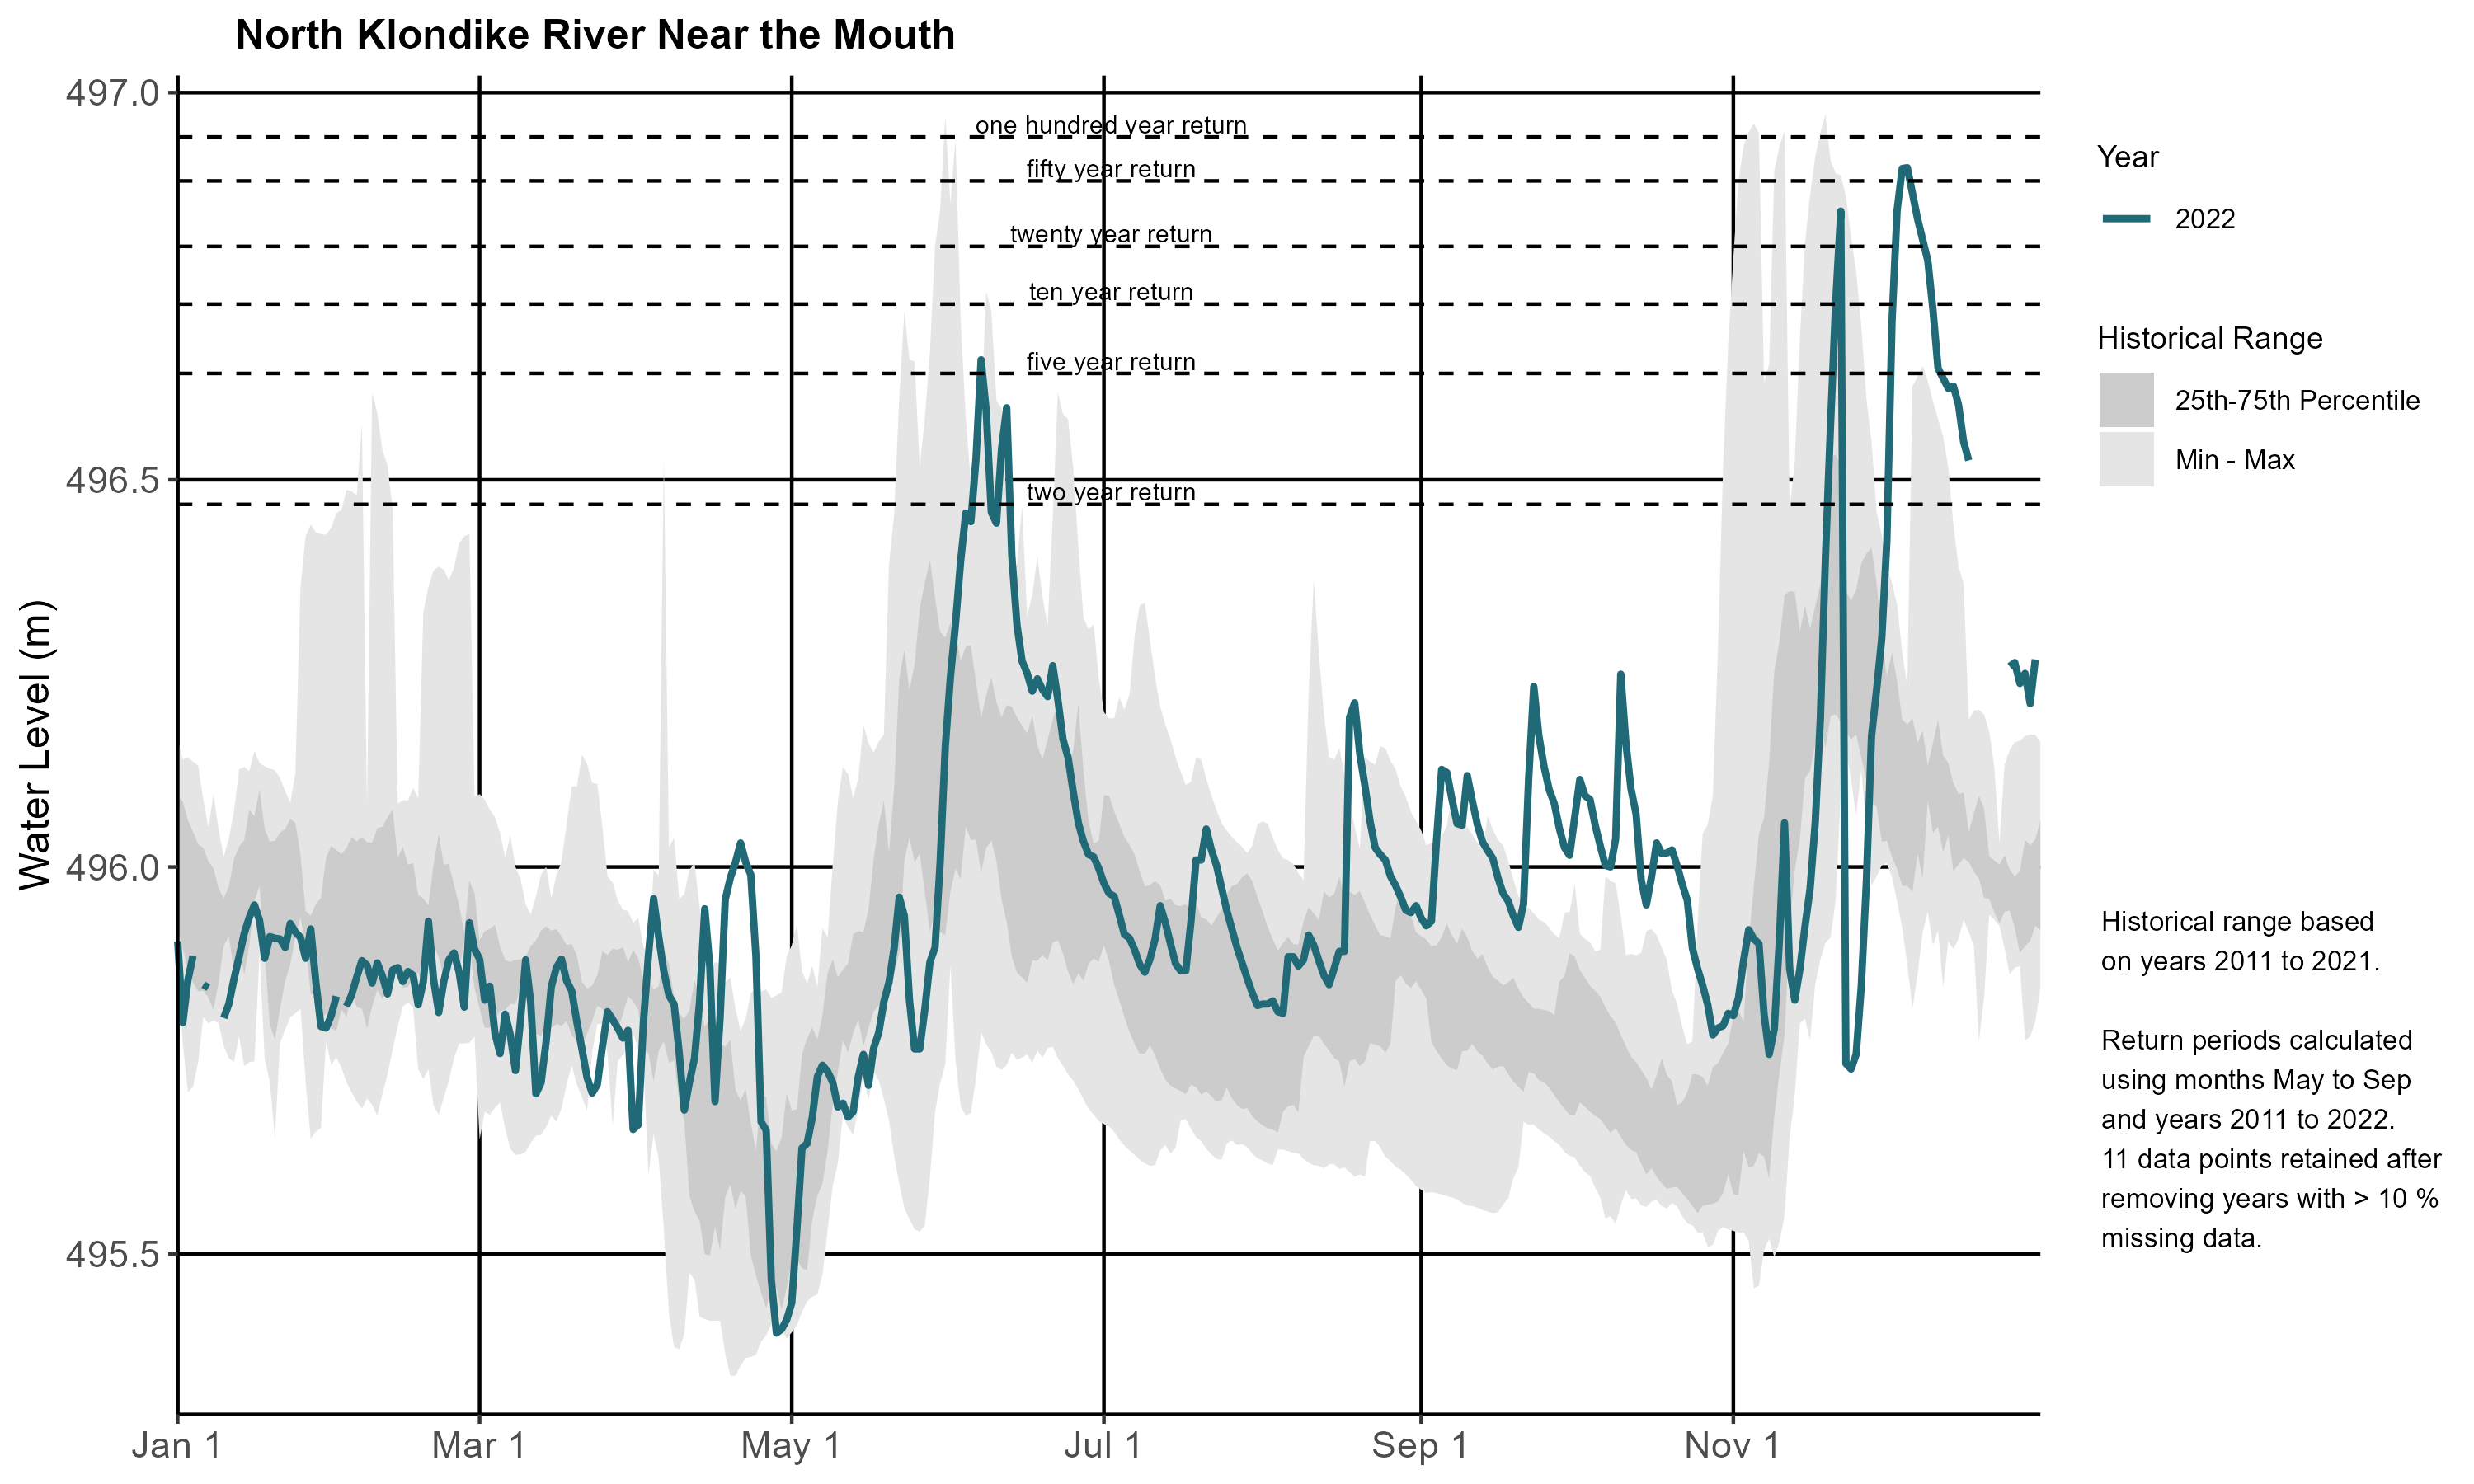 North Klondike River Near the Mouth
497.0
496.5
496.0
495.5
Water Level (m)
one hundred year return
fifty year return
twenty year return
ten year return
five year return
two year return
Jan 1
Mar 1
May 1
Jul 1
Sep 1
Nov 1
Year
2022
Historical Range
25th-75th Percentile
Min - Max
Historical range based
on years 2011 to 2021.
Return periods calculated
using months May to Sep
and years 2011 to 2022.
11 data points retained after
removing years with > 10 %
missing data.